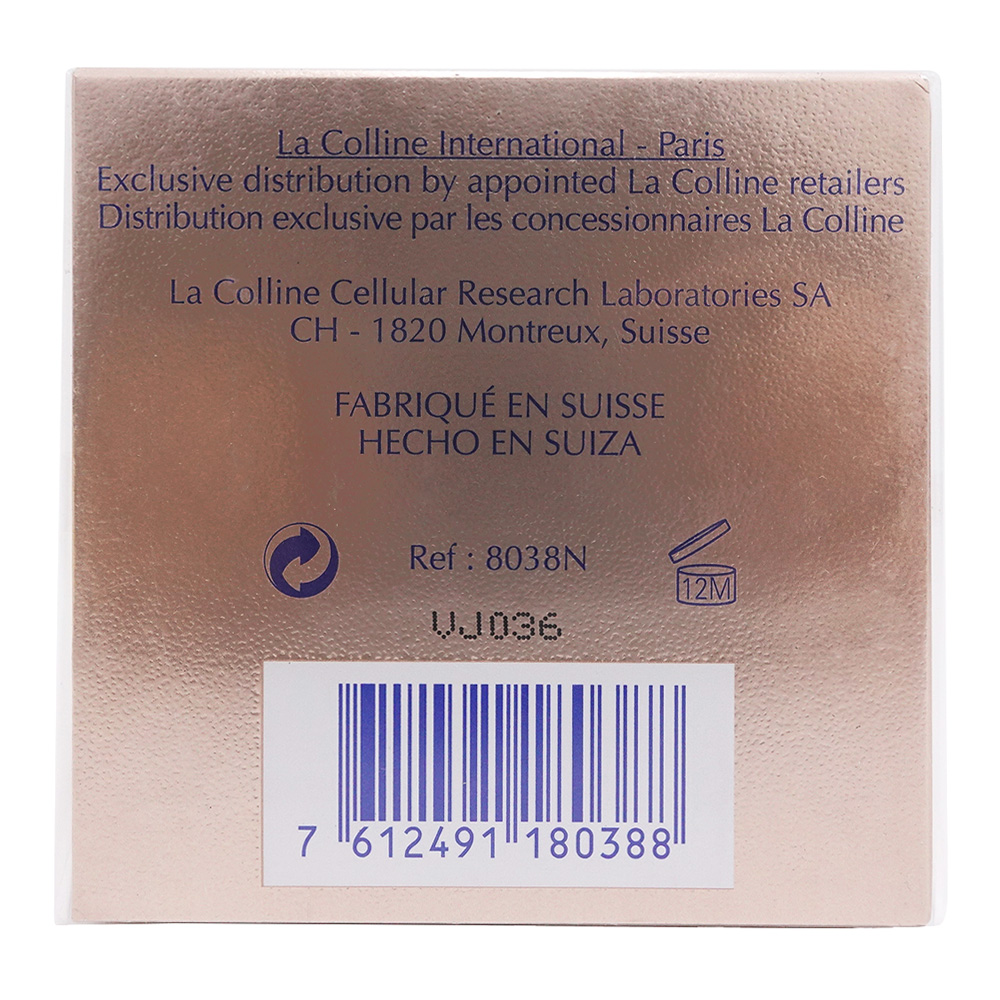 La Colline International - Paris
Exclusive distribution by appointed La Colline retailers
Distribution exclusive par les concessionnaires La Colline
La Colline Cellular Research Laboratories SA
CH - 1820 Montreux, Suisse
FABRIQUÉ EN SUISSE
HECHO EN SUIZA
Ref : 8038N
12M
VJ036
7 612491 180388